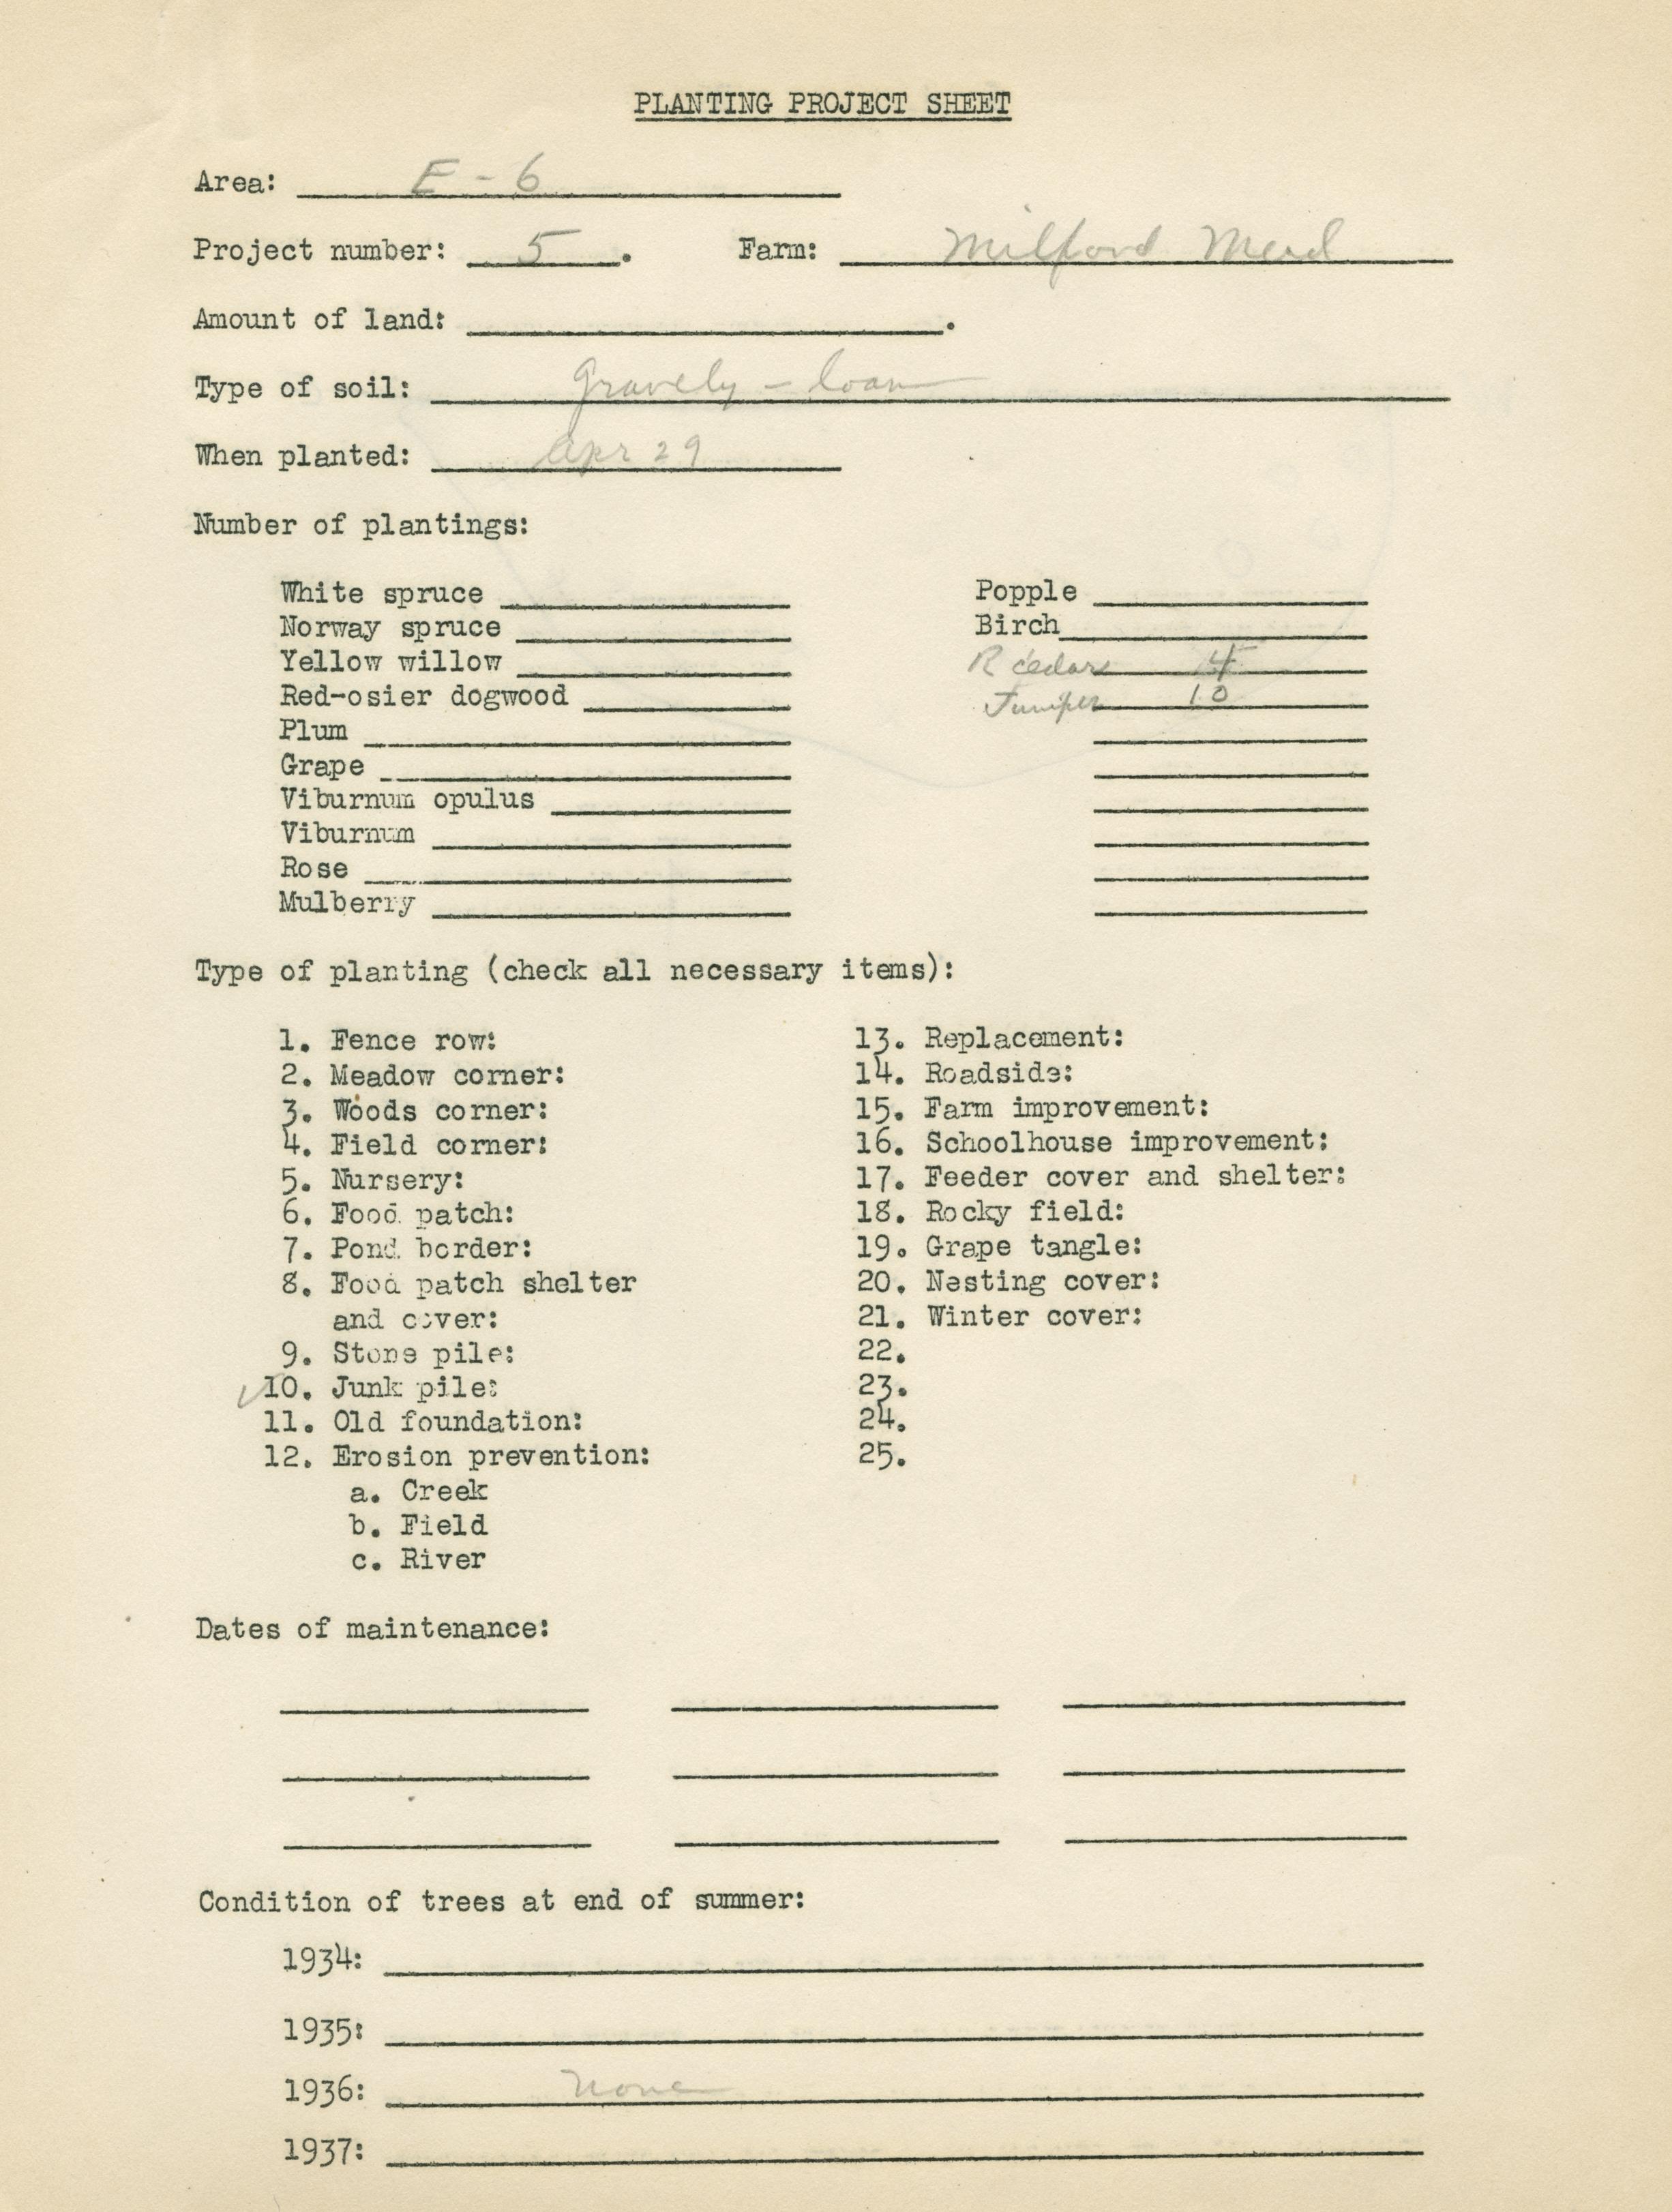 PLANTING PROJECT SHEET
Area: E - 6
Project number: 5 . Farm: Milford Mead
Amount of land: .
Type of soil: Gravely - loam
When planted: Apr 29
Number of plantings:
White spruce Popple
Norway spruce Birch
Yellow willow R cedars 4
Red-osier dogwood Juniper 10
Plum
Grape
Viburnum opulus
Viburnum
Rose
Mulberry
Type of planting (check all necessary items):
1. Fence row:
2. Meadow corner:
3. Woods corner:
4. Field corner:
5. Nursery:
6. Food patch:
7. Pond border:
8. Food patch shelter
and cover:
9. Stone pile:
✓10. Junk pile:
11. Old foundation:
12. Erosion prevention:
a. Creek
b. Field
c. River
13. Replacement:
14. Roadside:
15. Farm improvement:
16. Schoolhouse improvement:
17. Feeder cover and shelter:
18. Rocky field:
19. Grape tangle:
20. Nesting cover:
21. Winter cover:
22.
23.
24.
25.
Dates of maintenance:
Condition of trees at end of summer:
1934:
1935:
1936: none
1937: